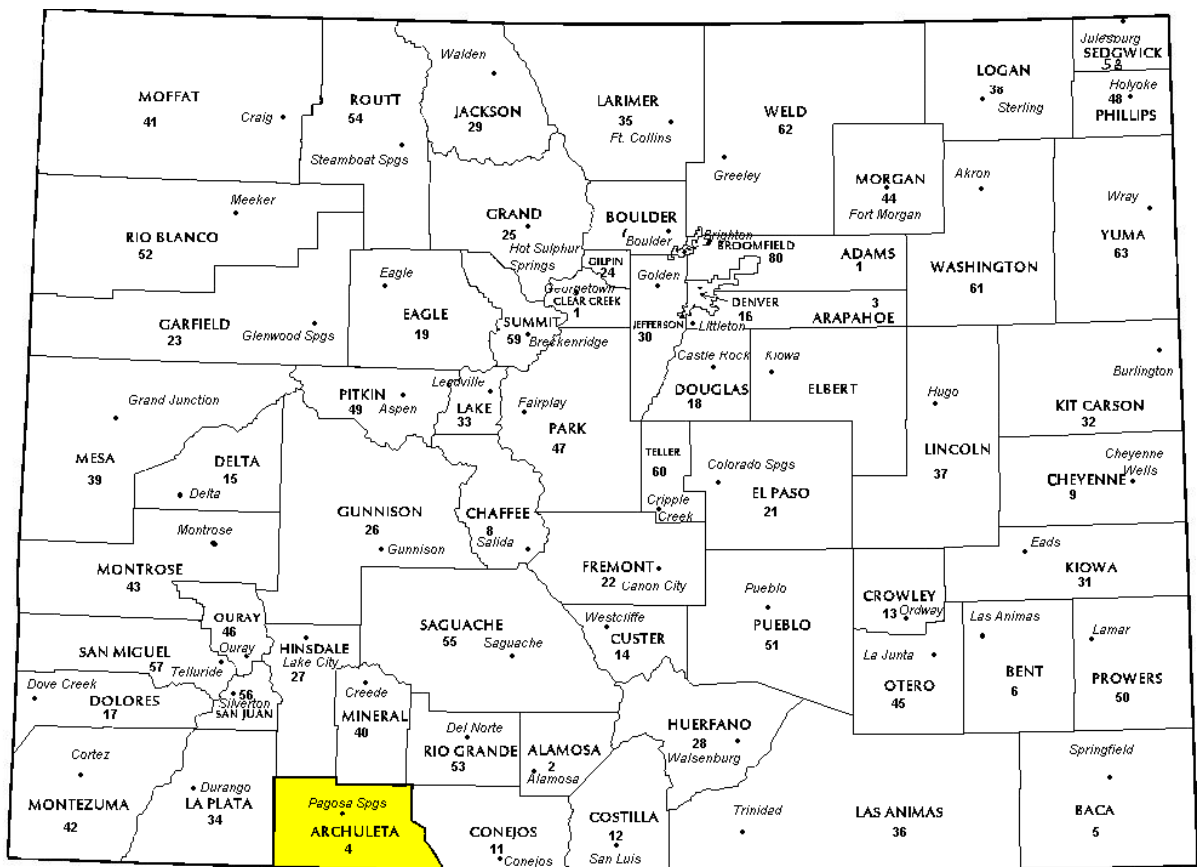 MOFFAT
41
Craig
ROUTT
54
Steamboat Spgs
Walden
JACKSON
29
LARIMER
35
Ft. Collins
WELD
62
Greeley
LOGAN
38
Sterling
Julesburg
SEDGWICK
58
Holyoke
48
PHILLIPS
MORGAN
44
Fort Morgan
Akron
WASHINGTON
61
Wray
YUMA
63
Meeker
RIO BLANCO
52
GRAND
25
Hot Sulphur
Springs
BOULDER
Boulder
GILPIN
24
Brighton
BROOMFIELD
80
ADAMS
1
3
ARAPAHOE
DENVER
16
Littleton
Golden
JEFFERSON
30
Georgetown
CLEAR CREEK
1
Eagle
EAGLE
19
SUMMIT
59
Breckenridge
GARFIELD
23
Glenwood Spgs
Grand Junction
MESA
39
PITKIN
49
Aspen
Leadville
LAKE
33
Fairplay
PARK
47
Castle Rock
DOUGLAS
18
Kiowa
ELBERT
Hugo
LINCOLN
37
Burlington
KIT CARSON
32
Cheyenne
Wells
CHEYENNE
9
DELTA
15
Delta
GUNNISON
26
Gunnison
CHAFFEE
8
Salida
TELLER
60
Cripple
Creek
Colorado Spgs
EL PASO
21
Montrose
MONTROSE
43
FREMONT
22
Canon City
Pueblo
PUEBLO
51
CROWLEY
13
Ordway
Eads
KIOWA
31
OURAY
46
Ouray
SAN MIGUEL
57
Telluride
HINSDALE
Lake City
27
SAGUACHE
55
Saguache
Westcliffe
CUSTER
14
La Junta
OTERO
45
Las Animas
BENT
6
Lamar
PROWERS
50
Dove Creek
DOLORES
17
56
Silverton
SAN JUAN
Creede
MINERAL
40
Del Norte
RIO GRANDE
53
ALAMOSA
2
Alamosa
HUERFANO
28
Walsenburg
Cortez
MONTEZUMA
42
Durango
LA PLATA
34
Pagosa Spgs
ARCHULETA
4
CONEJOS
11
Conejos
COSTILLA
12
San Luis
Trinidad
LAS ANIMAS
36
Springfield
BACA
5